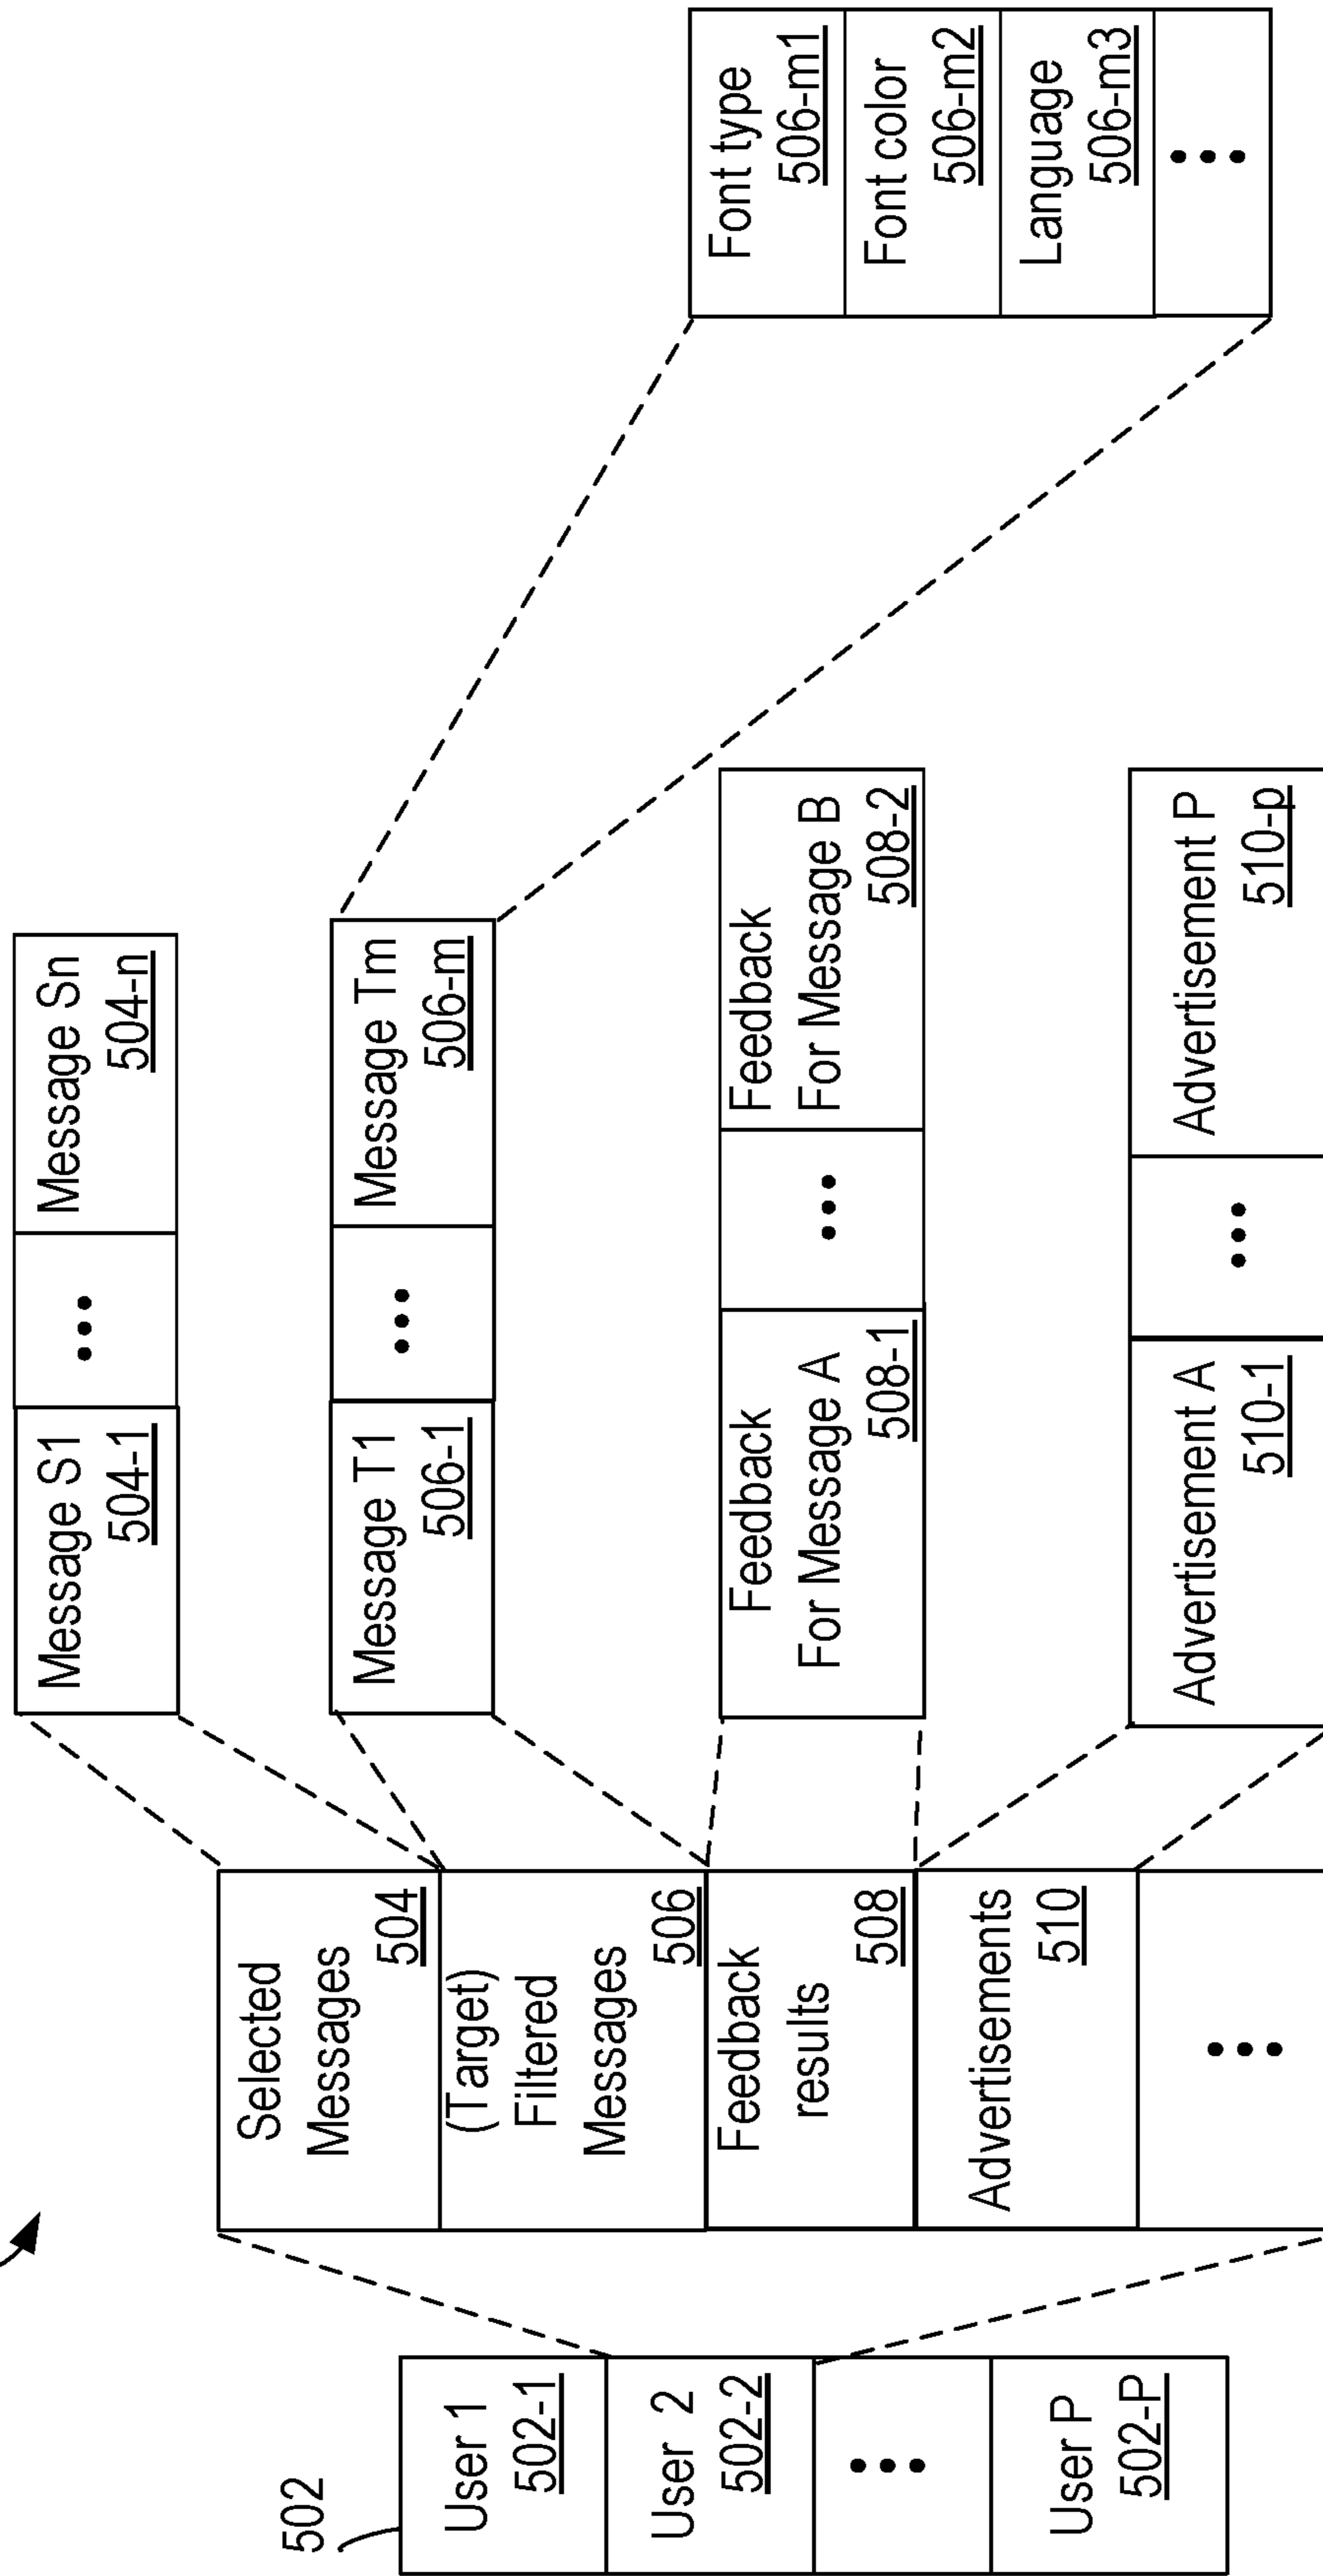 502
User 1
502-1
User 2
502-2
User P
502-P
Selected
Messages
504
(Target)
Filtered
Messages
506
Feedback
results
508
Advertisements
510
Message S1
504-1
Message Sn
504-n
Message T1
506-1
Message Tm
506-m
Feedback
For Message A
508-1
Feedback
For Message B
508-2
Advertisement A
510-1
Advertisement P
510-p
Font type
506-m1
Font color
506-m2
Language
506-m3